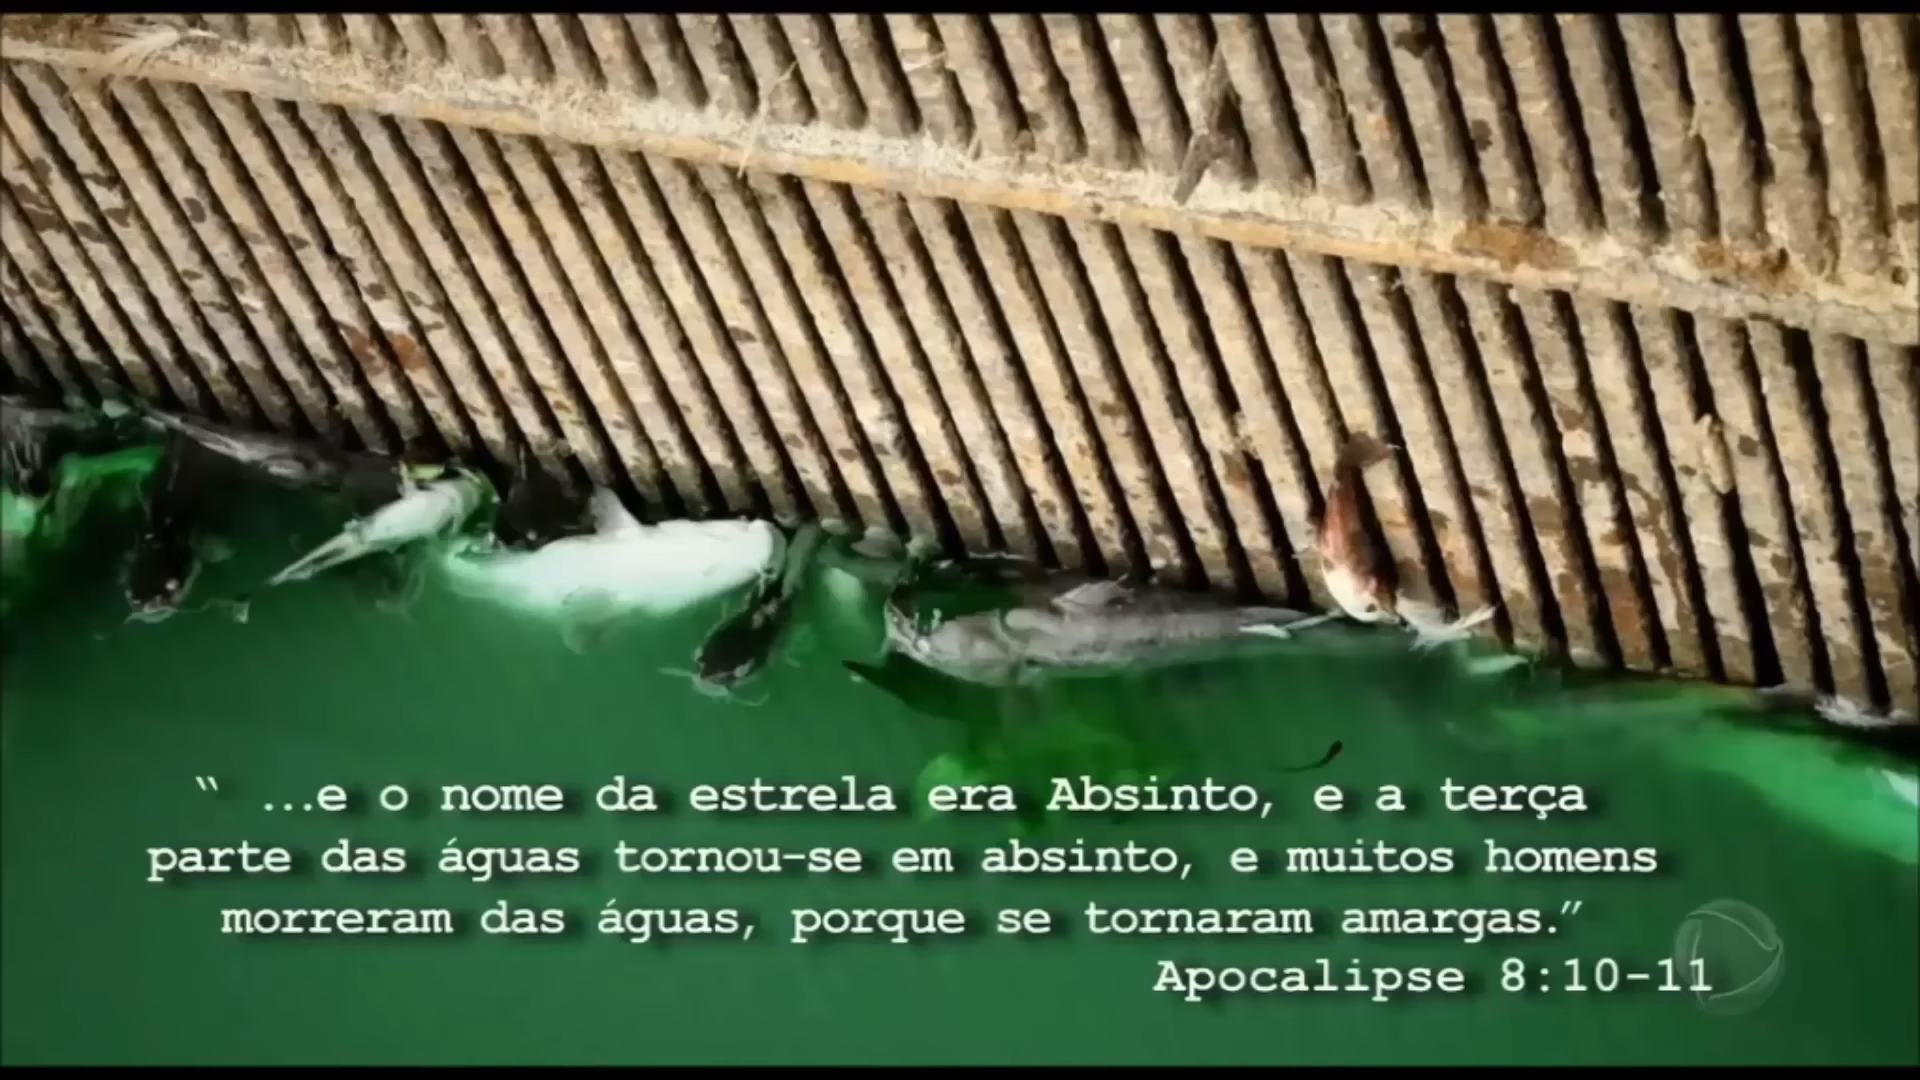 “ ...e o nome da estrela era Absinto, e a terça
parte das águas tornou-se em absinto, e muitos homens
morreram das águas, porque se tornaram amargas.”
Apocalipse 8:10-11